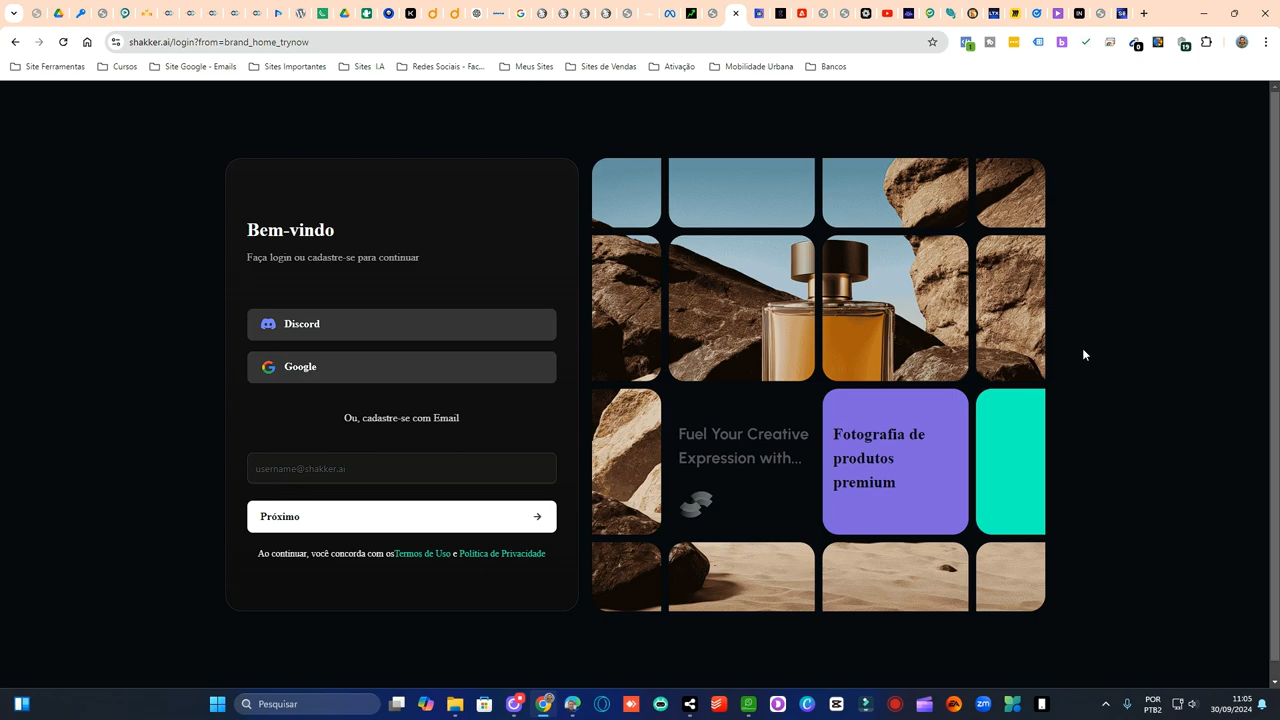 shakker.ai/login?from=brand_home_trynow
Site Ferramentas
Cursos
Site Google - Emails
Sites Importantes
Sites I.A
Redes Sociais - Fac...
Meus Sites
Sites de Vendas
Ativação
Mobilidade Urbana
Bancos
Bem-vindo
Faça login ou cadastre-se para continuar
Discord
Google
Ou, cadastre-se com Email
username@shakker.ai
Próximo
Ao continuar, você concorda com osTermos de Uso e Política de Privacidade
Fuel Your Creative
Expression with...
Fotografia de
produtos
premium
Pesquisar
POR
PTB2
11:05
30/09/2024